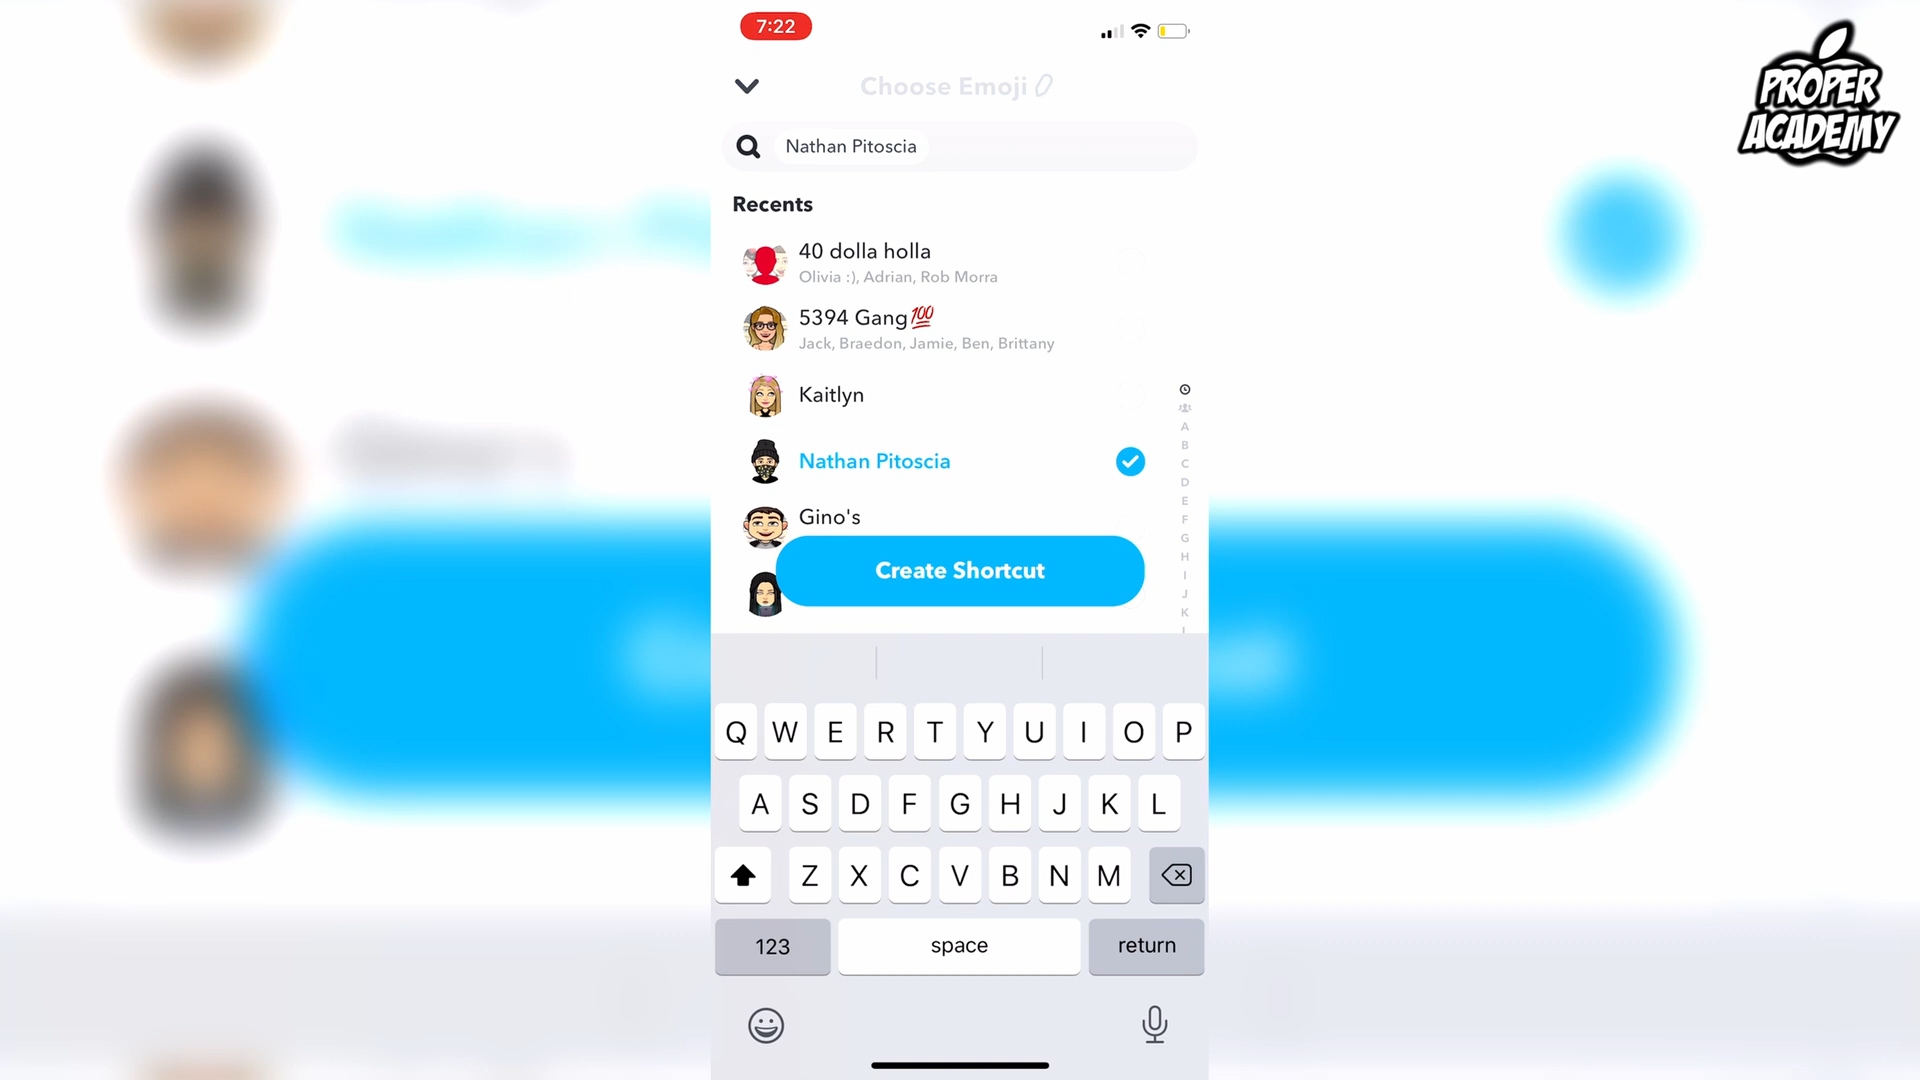 7:22
Choose Emoji
Nathan Pitoscia
Recents
40 dolla holla
Olivia :), Adrian, Rob Morra
5394 Gang💯
Jack, Braedon, Jamie, Ben, Brittany
Kaitlyn
Nathan Pitoscia
Gino's
Create Shortcut
A
B
C
D
E
F
G
H
I
J
K
Q W E R T Y U I O P
A S D F G H J K L
Z X C V B N M
123 space return
PROPER
ACADEMY